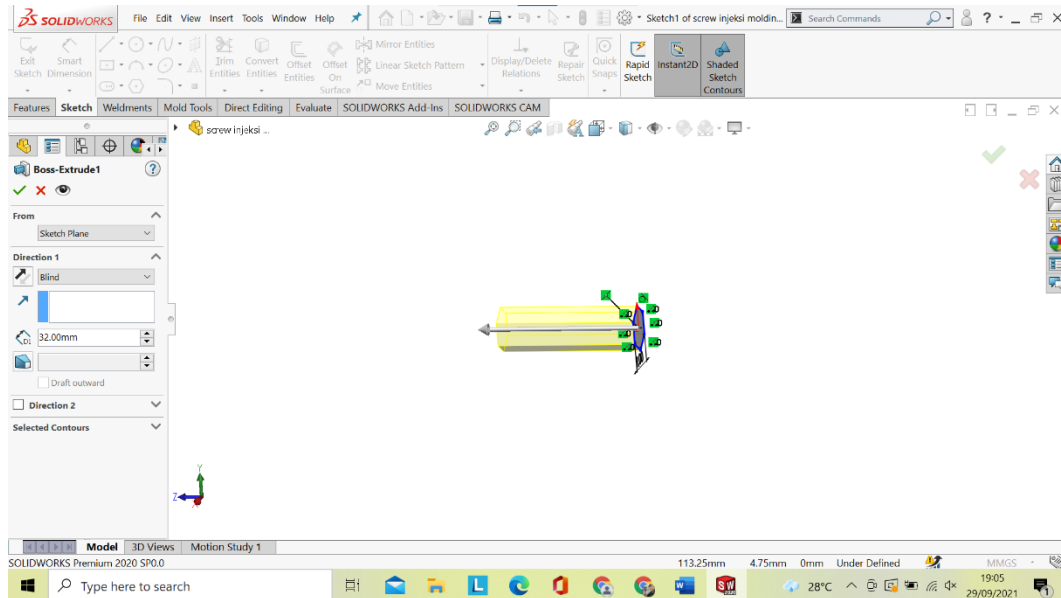 SOLIDWORKS File Edit View Insert Tools Window Help Sketch1 of screw injeksi moldin... Search Commands ?
Exit Sketch
Smart Dimension
Trim Entities
Convert Entities
Offset Entities
Offset On Surface
Mirror Entities
Linear Sketch Pattern
Move Entities
Display/Delete Relations
Repair Sketch
Quick Snaps
Rapid Sketch
Instant2D
Shaded Sketch Contours
Features Sketch Weldments Mold Tools Direct Editing Evaluate SOLIDWORKS Add-Ins SOLIDWORKS CAM
screw injeksi ...
Boss-Extrude1 ?
From
Sketch Plane
Direction 1
Blind
D1 32.00mm
Draft outward
Direction 2
Selected Contours
Y
Z
Model 3D Views Motion Study 1
SOLIDWORKS Premium 2020 SP0.0 113.25mm 4.75mm 0mm Under Defined MMGS
Type here to search L W SW 28°C 19:05
29/09/2021